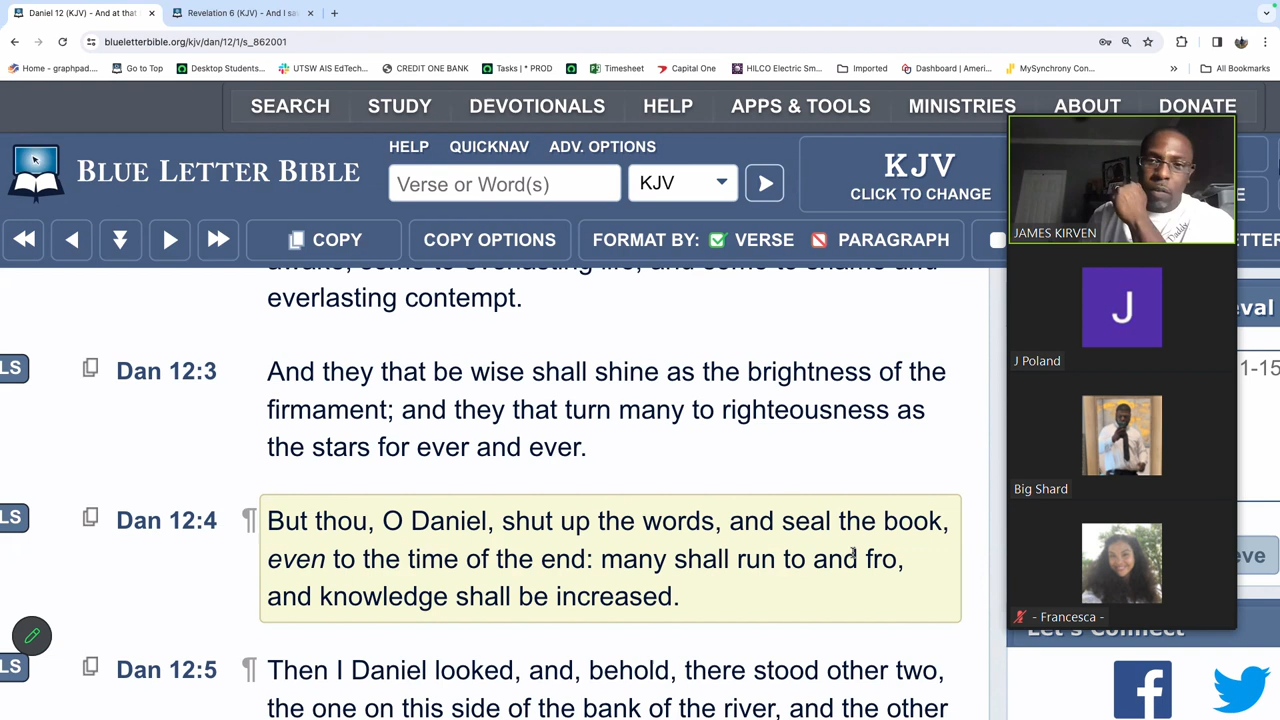 Daniel 12 (KJV) - And at that
Revelation 6 (KJV) - And I sa
blueletterbible.org/kjv/dan/12/1/s_862001
Home - graphpad.... Go to Top Desktop Students... UTSW AIS EdTech... CREDIT ONE BANK Tasks | * PROD Timesheet Capital One HILCO Electric Sm... Imported Dashboard | Ameri... MySynchrony Con... » All Bookmarks
SEARCH STUDY DEVOTIONALS HELP APPS & TOOLS MINISTRIES ABOUT DONATE
HELP QUICKNAV ADV. OPTIONS
BLUE LETTER BIBLE
Verse or Word(s)
KJV
KJV
CLICK TO CHANGE
COPY COPY OPTIONS FORMAT BY: VERSE PARAGRAPH
JAMES KIRVEN
everlasting contempt.
LS Dan 12:3 And they that be wise shall shine as the brightness of the
firmament; and they that turn many to righteousness as
the stars for ever and ever.
LS Dan 12:4 ¶ But thou, O Daniel, shut up the words, and seal the book,
even to the time of the end: many shall run to and fro,
and knowledge shall be increased.
LS Dan 12:5 ¶ Then I Daniel looked, and, behold, there stood other two,
the one on this side of the bank of the river, and the other
J
J Poland
Big Shard
- Francesca -
1-15